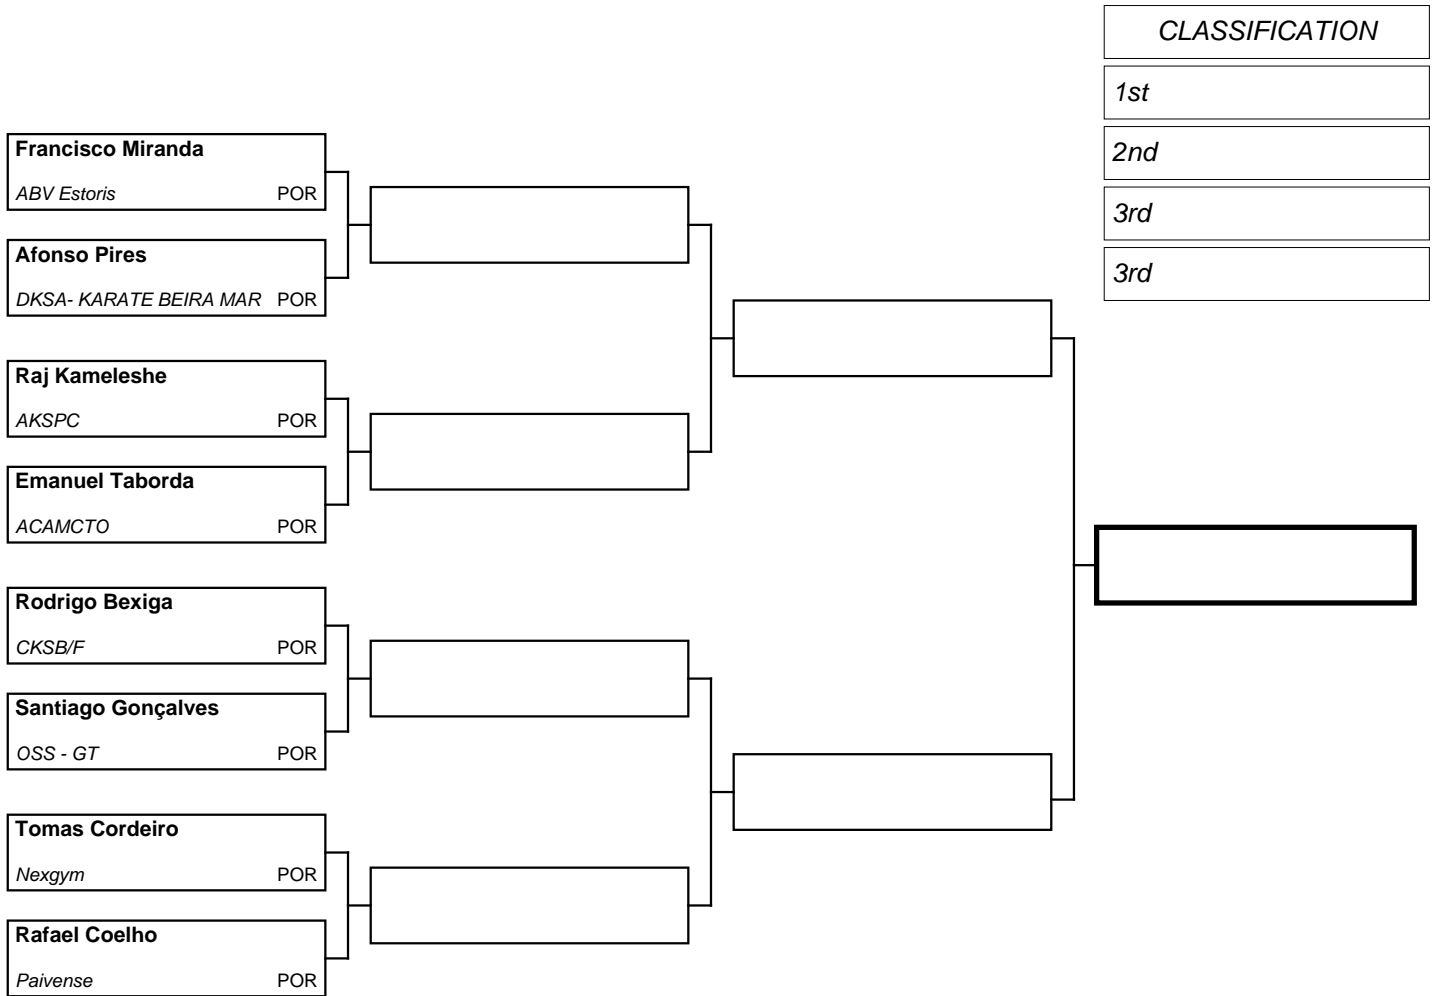 CLASSIFICATION
1st
2nd
3rd
3rd
Francisco Miranda
ABV Estoris POR
Afonso Pires
DKSA- KARATE BEIRA MAR POR
Raj Kameleshe
AKSPC POR
Emanuel Taborda
ACAMCTO POR
Rodrigo Bexiga
CKSB/F POR
Santiago Gonçalves
OSS - GT POR
Tomas Cordeiro
Nexgym POR
Rafael Coelho
Paivense POR